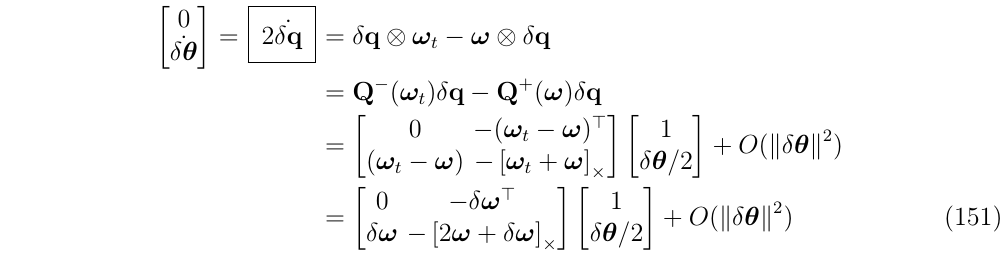 [0; δθ̇] = 2δq̇ = δq ⊗ ω_t − ω ⊗ δq
= Q⁻(ω_t)δq − Q⁺(ω)δq
= [0 −(ω_t − ω)^⊤; (ω_t − ω) −[ω_t + ω]_×] [1; δθ/2] + O(‖δθ‖²)
= [0 −δω^⊤; δω −[2ω + δω]_×] [1; δθ/2] + O(‖δθ‖²) (151)